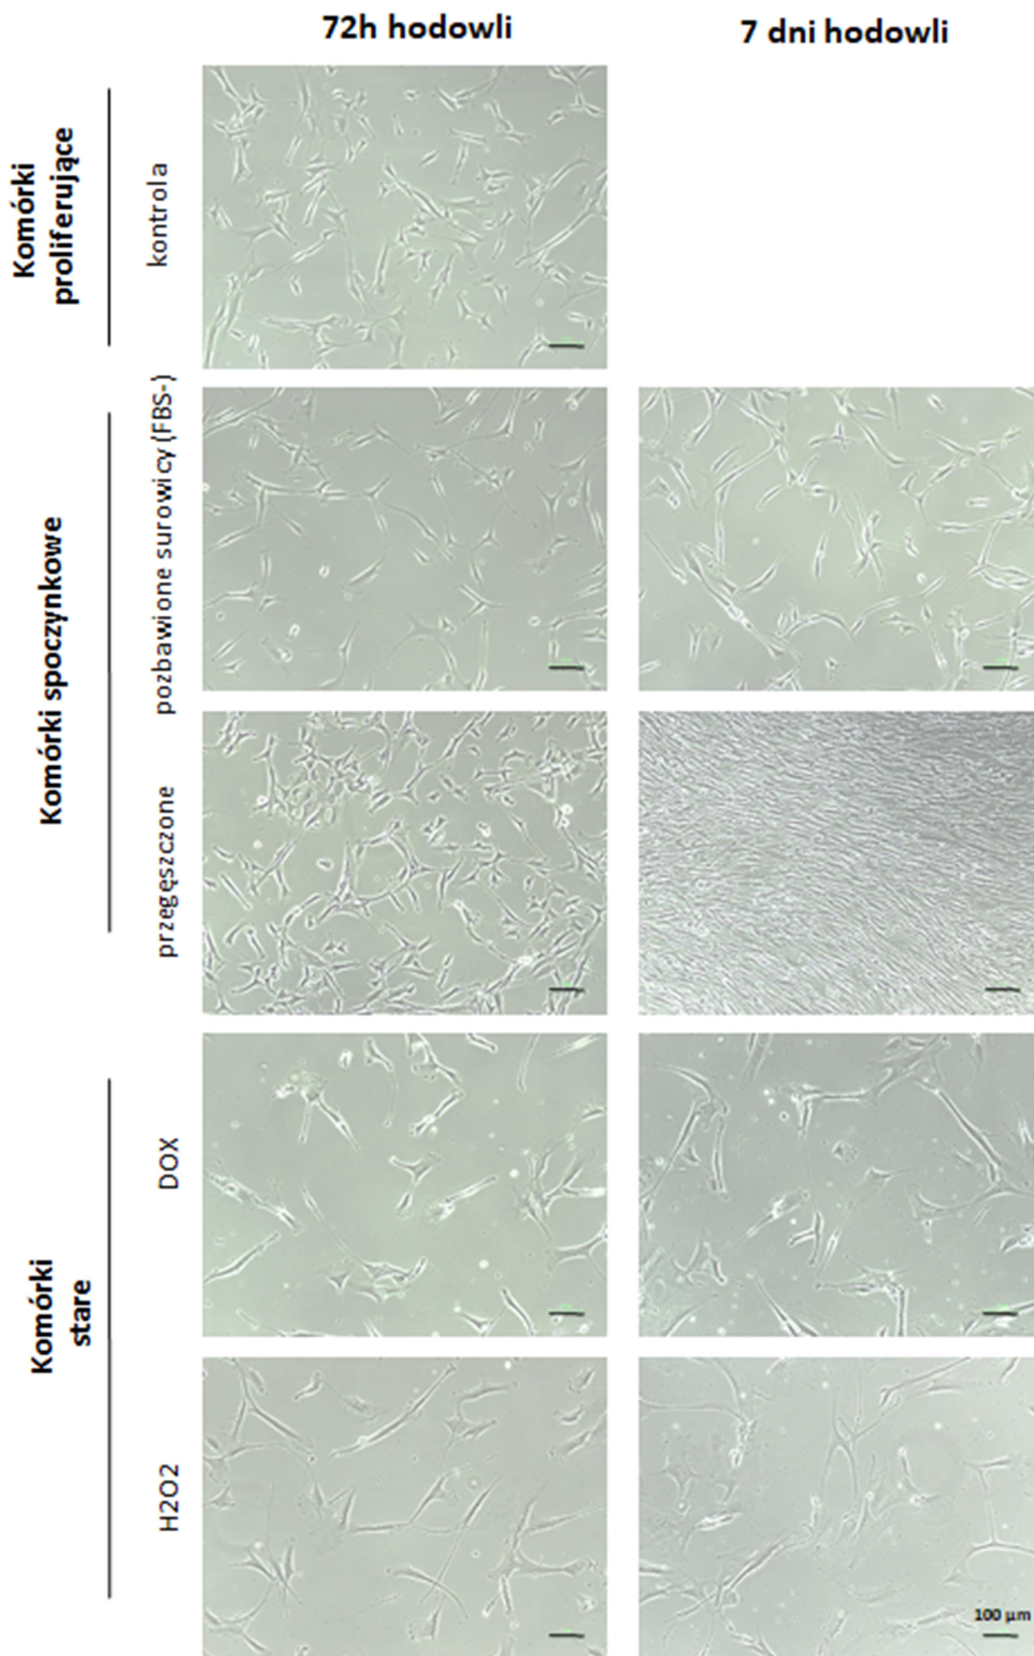 72h hodowli
7 dni hodowli
Komórki
proliferujące
kontrola
Komórki spoczynkowe
pozbawione surowicy (FBS-)
przegęszczone
Komórki
stare
DOX
H2O2
100 µm